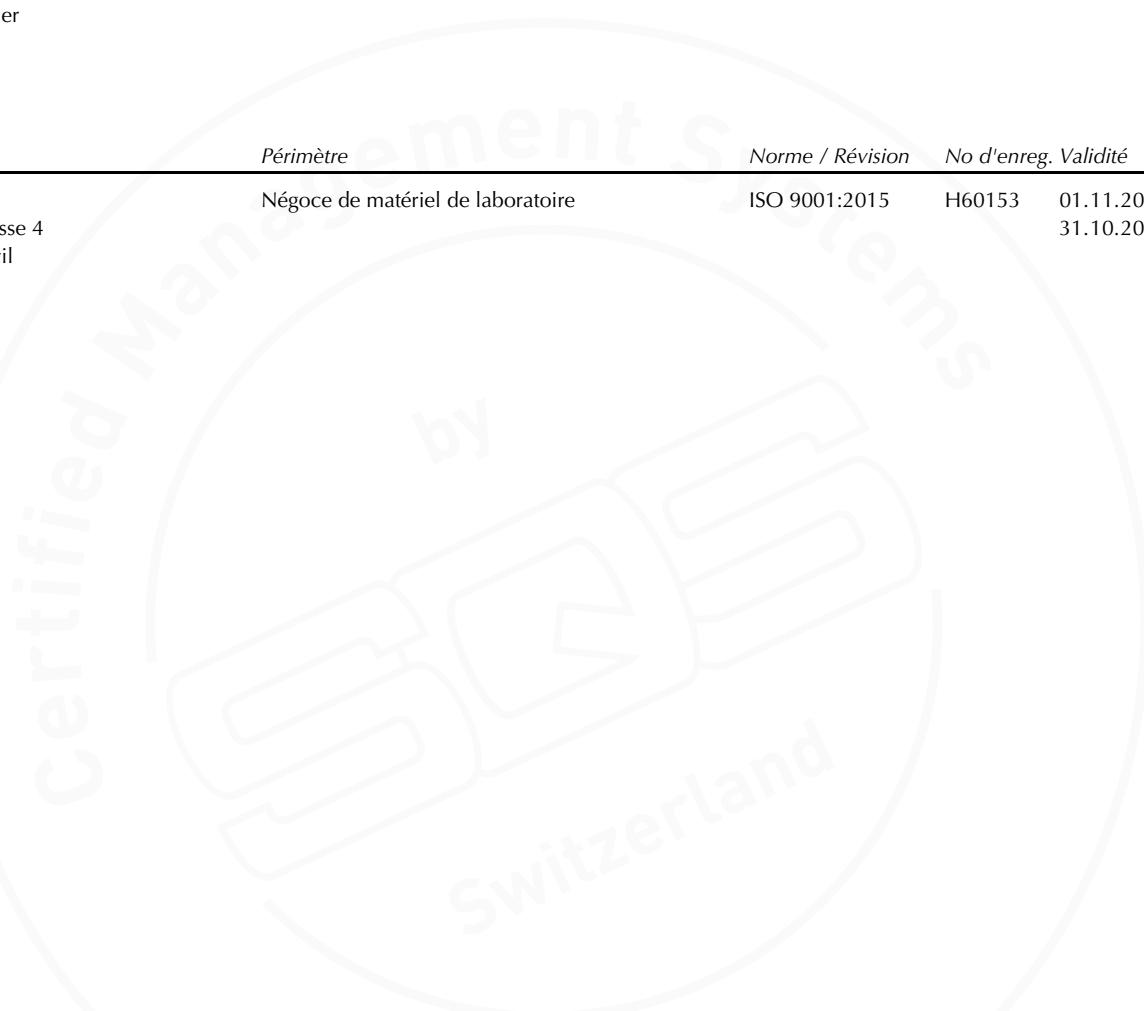 er
Périmètre Norme / Révision No d'enreg. Validité
Négoce de matériel de laboratoire ISO 9001:2015 H60153 01.11.20
sse 4 31.10.20
il
Certified Management Systems
by
SQS
Switzerland